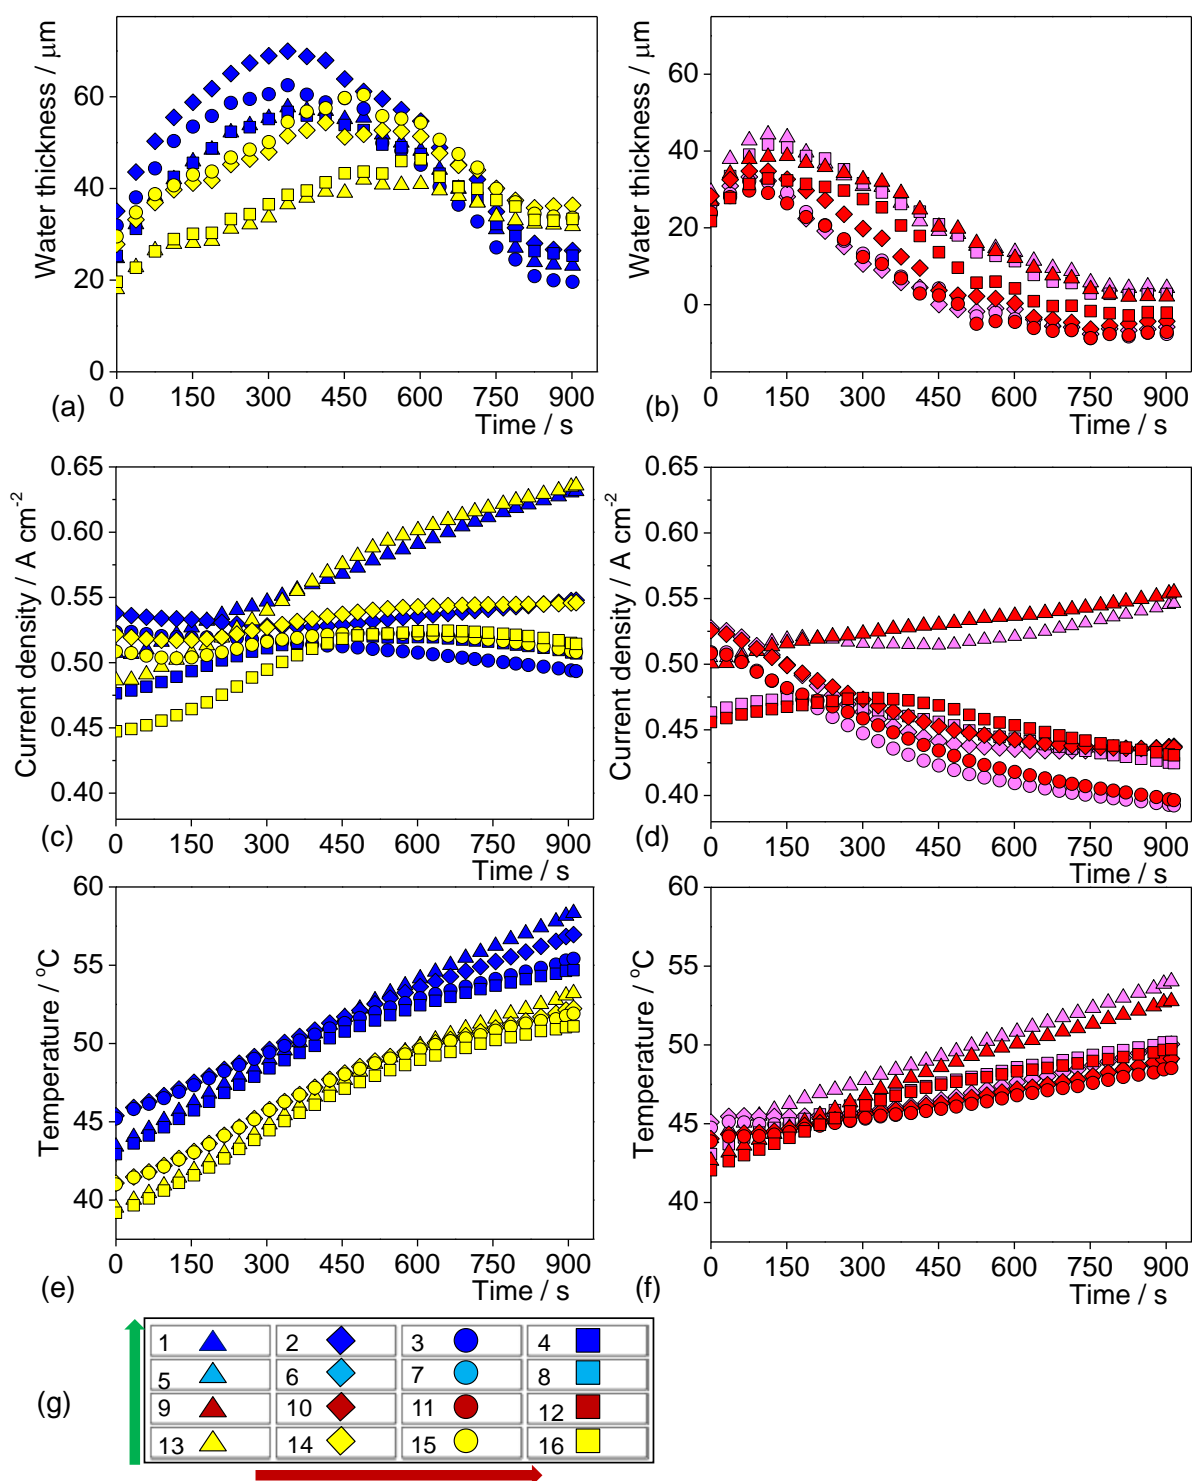 Water thickness / μm
60
40
20
0
0 150 300 450 600 750 900
Time / s
(a)
Water thickness / μm
60
40
20
0
0 150 300 450 600 750 900
Time / s
(b)
Current density / A cm⁻²
0.65
0.60
0.55
0.50
0.45
0.40
0 150 300 450 600 750 900
Time / s
(c)
Current density / A cm⁻²
0.65
0.60
0.55
0.50
0.45
0.40
0 150 300 450 600 750 900
Time / s
(d)
Temperature / °C
60
55
50
45
40
0 150 300 450 600 750 900
Time / s
(e)
Temperature / °C
60
55
50
45
40
0 150 300 450 600 750 900
Time / s
(f)
(g)
1 2 3 4
5 6 7 8
9 10 11 12
13 14 15 16